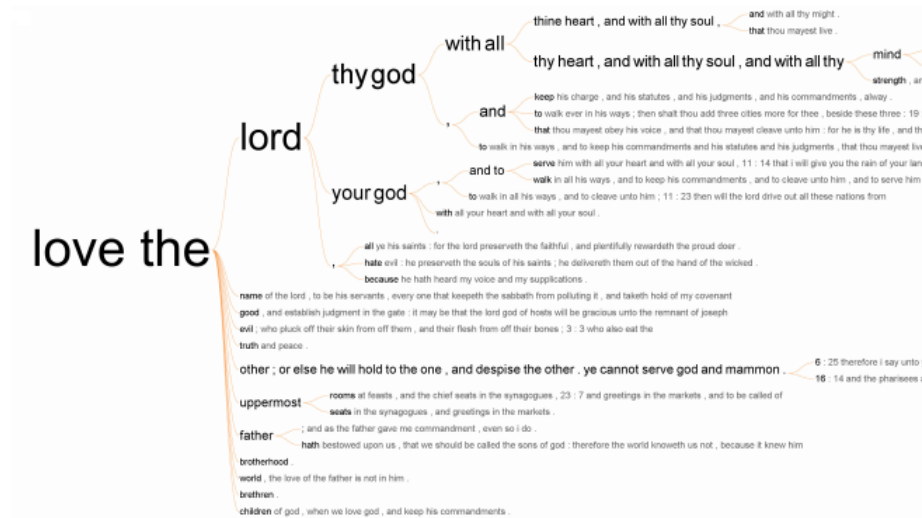 love the
lord
thy god
with all
thine heart , and with all thy soul ,
and with all thy might .
that thou mayest live .
thy heart , and with all thy soul , and with all thy
mind
strength , an
,
and
keep his charge , and his statutes , and his judgments , and his commandments , alway .
to walk ever in his ways ; then shalt thou add three cities more for thee , beside these three : 19
that thou mayest obey his voice , and that thou mayest cleave unto him : for he is thy life , and th
to walk in his ways , and to keep his commandments and his statutes and his judgments , that thou mayest live
your god
,
and to
serve him with all your heart and with all your soul , 11 : 14 that i will give you the rain of your lan
walk in all his ways , and to keep his commandments , and to cleave unto him , and to serve him
to walk in all his ways , and to cleave unto him ; 11 : 23 then will the lord drive out all these nations from
with all your heart and with all your soul .
.
,
all ye his saints : for the lord preserveth the faithful , and plentifully rewardeth the proud doer .
hate evil : he preserveth the souls of his saints ; he delivereth them out of the hand of the wicked .
because he hath heard my voice and my supplications .
name of the lord , to be his servants , every one that keepeth the sabbath from polluting it , and taketh hold of my covenant
good , and establish judgment in the gate : it may be that the lord god of hosts will be gracious unto the remnant of joseph
evil ; who pluck off their skin from off them , and their flesh from off their bones ; 3 : 3 who also eat the
truth and peace .
other ; or else he will hold to the one , and despise the other . ye cannot serve god and mammon .
6 : 25 therefore i say unto
16 : 14 and the pharisees
uppermost
rooms at feasts , and the chief seats in the synagogues , 23 : 7 and greetings in the markets , and to be called of
seats in the synagogues , and greetings in the markets .
father
; and as the father gave me commandment , even so i do .
hath bestowed upon us , that we should be called the sons of god : therefore the world knoweth us not , because it knew him
brotherhood .
world , the love of the father is not in him .
brethren .
children of god , when we love god , and keep his commandments .